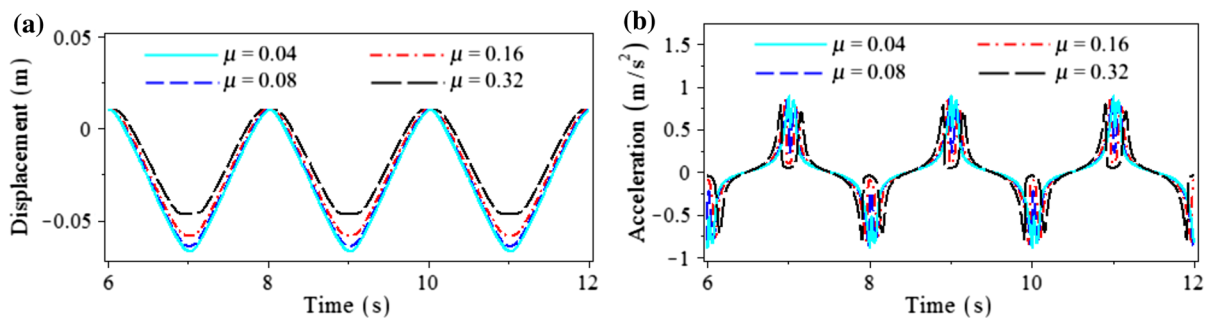 (a)
0.05
0
−0.05
Displacement (m)
μ = 0.04
μ = 0.16
μ = 0.08
μ = 0.32
6
8
10
12
Time (s)
(b)
1.5
1
0.5
0
−0.5
−1
Acceleration (m/s²)
μ = 0.04
μ = 0.16
μ = 0.08
μ = 0.32
6
8
10
12
Time (s)